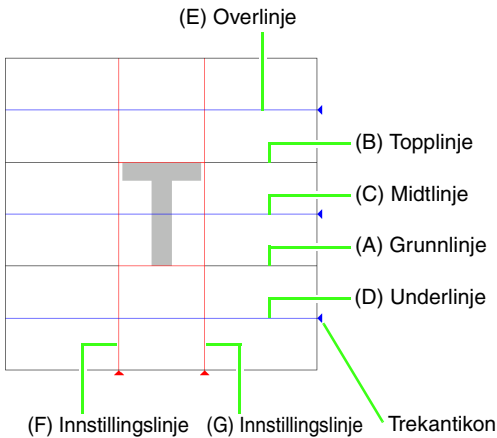 (E) Overlinje
(B) Topplinje
(C) Midtlinje
(A) Grunnlinje
(D) Underlinje
(F) Innstillingslinje (G) Innstillingslinje Trekantikon